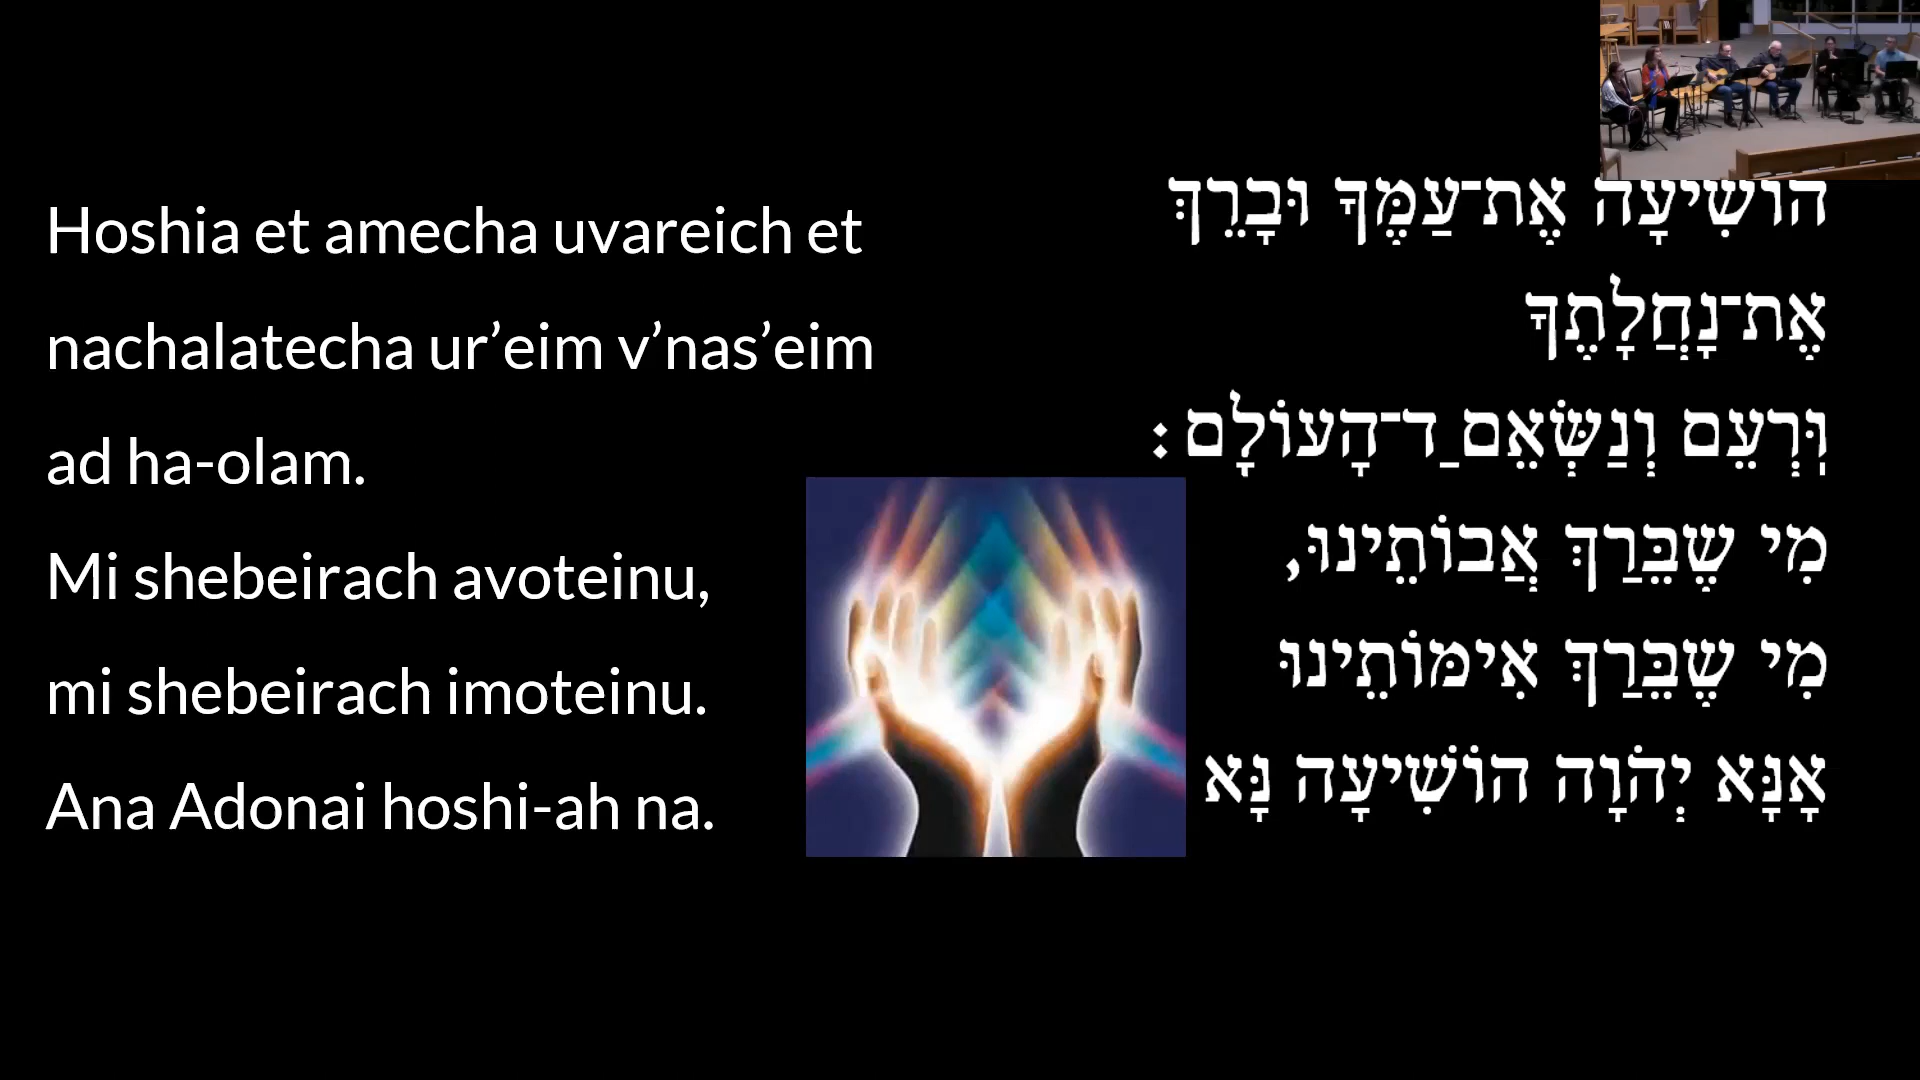 Hoshia et amecha uvareich et
nachalatecha ur’eim v’nas’eim
ad ha-olam.
Mi shebeirach avoteinu,
mi shebeirach imoteinu.
Ana Adonai hoshi-ah na.
הוֹשִׁיעָה אֶת־עַמֶּךָ וּבָרֵךְ
אֶת־נָחֲלָתֶךָ
וּֽרְעֵם וְנַשְּׂאֵם ַד־הָעוֹלָם:
מִי שֶׁבֵּרַךְ אֲבוֹתֵינוּ,
מִי שֶׁבֵּרַךְ אִימּוֹתֵינוּ
אָנָּא יְהֹוָה הוֹשִׁיעָה נָּא